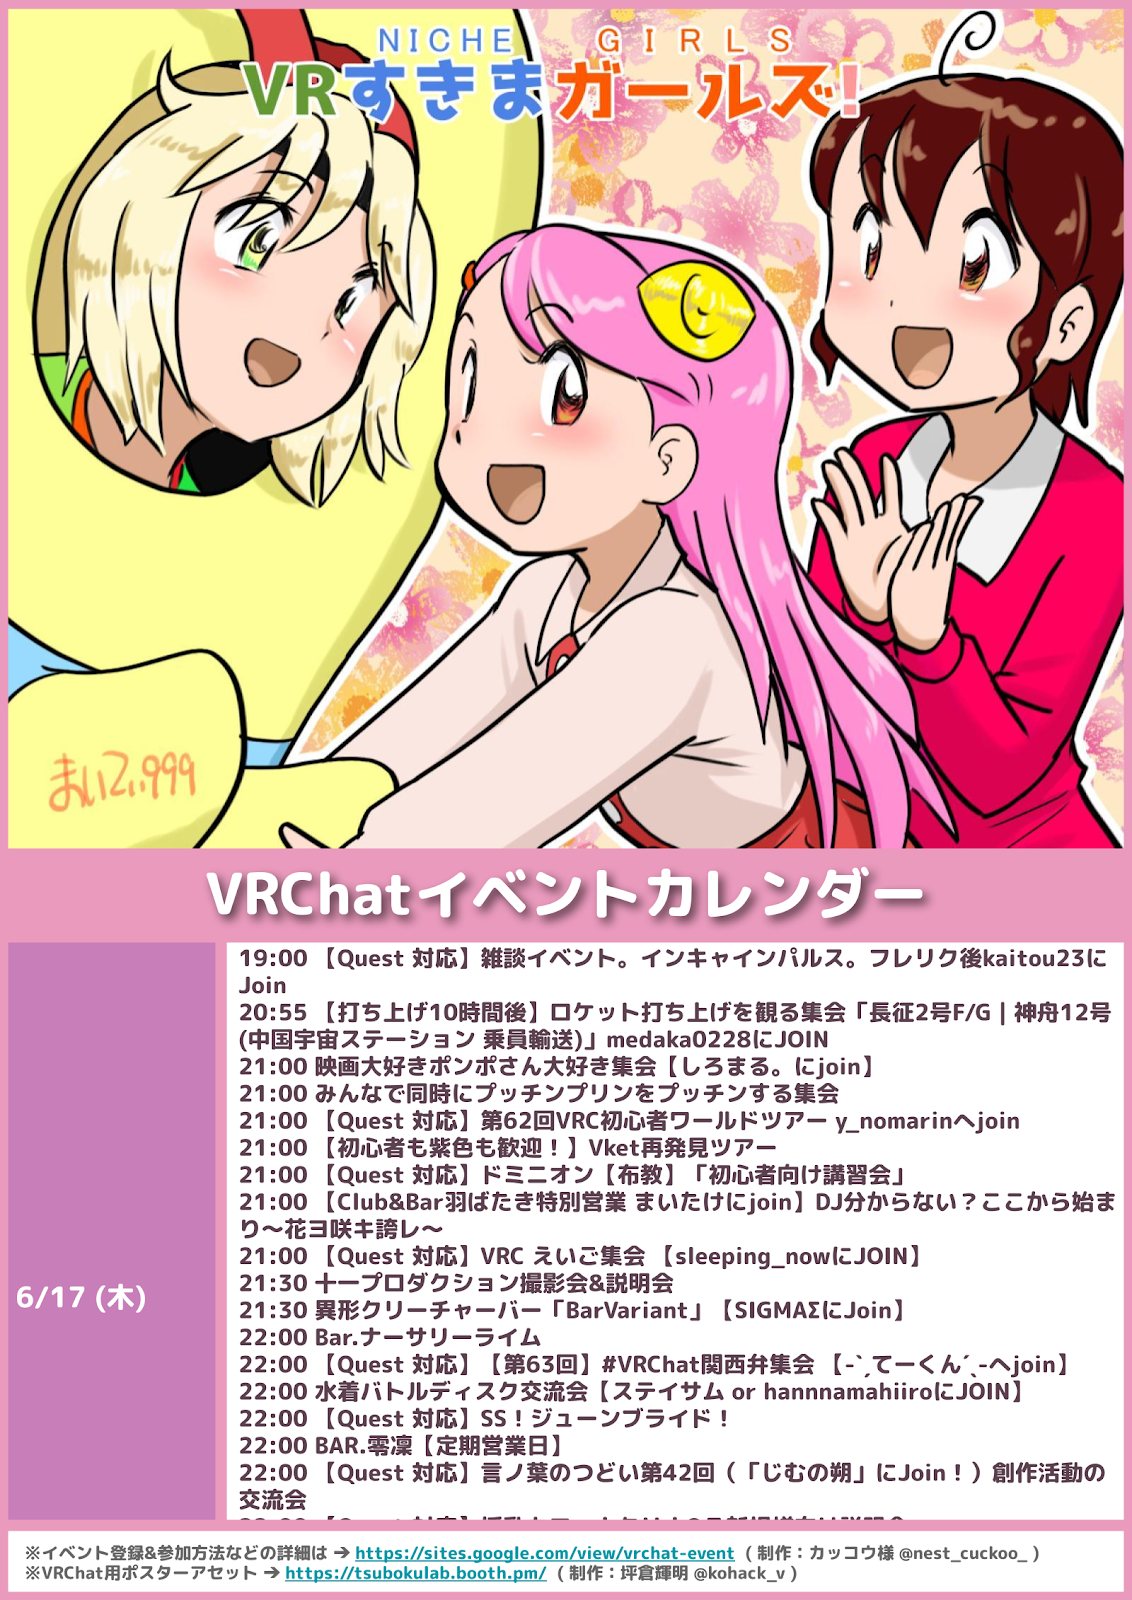 NICHE GIRLS
VRすきまガールズ!
まいてぃ999
VRChatイベントカレンダー
6/17 (木)
19:00 【Quest 対応】雑談イベント。インキャインパルス。フレリク後kaitou23に
Join
20:55 【打ち上げ10時間後】ロケット打ち上げを観る集会「長征2号F/G | 神舟12号
(中国宇宙ステーション 乗員輸送)」medaka0228にJOIN
21:00 映画大好きポンポさん大好き集会【しろまる。にjoin】
21:00 みんなで同時にプッチンプリンをプッチンする集会
21:00 【Quest 対応】第62回VRC初心者ワールドツアー y_nomarinへjoin
21:00 【初心者も紫色も歓迎！】Vket再発見ツアー
21:00 【Quest 対応】ドミニオン【布教】「初心者向け講習会」
21:00 【Club&Bar羽ばたき特別営業 まいたけにjoin】DJ分からない？ここから始ま
り～花ヨ咲キ誇レ～
21:00 【Quest 対応】VRC えいご集会 【sleeping_nowにJOIN】
21:30 十一プロダクション撮影会&説明会
21:30 異形クリーチャーバー「BarVariant」【SIGMAΣにJoin】
22:00 Bar.ナーサリーライム
22:00 【Quest 対応】【第63回】#VRChat関西弁集会 【-ˋˏてーくんˊˎ-へjoin】
22:00 水着バトルディスク交流会【ステイサム or hannnamahiiroにJOIN】
22:00 【Quest 対応】SS！ジューンブライド！
22:00 BAR.零凜【定期営業日】
22:00 【Quest 対応】言ノ葉のつどい第42回（「じむの朔」にJoin！）創作活動の
交流会
※イベント登録&参加方法などの詳細は ➔ https://sites.google.com/view/vrchat-event ( 制作：カッコウ様 @nest_cuckoo_ )
※VRChat用ポスターアセット ➔ https://tsubokulab.booth.pm/ ( 制作：坪倉輝明 @kohack_v )